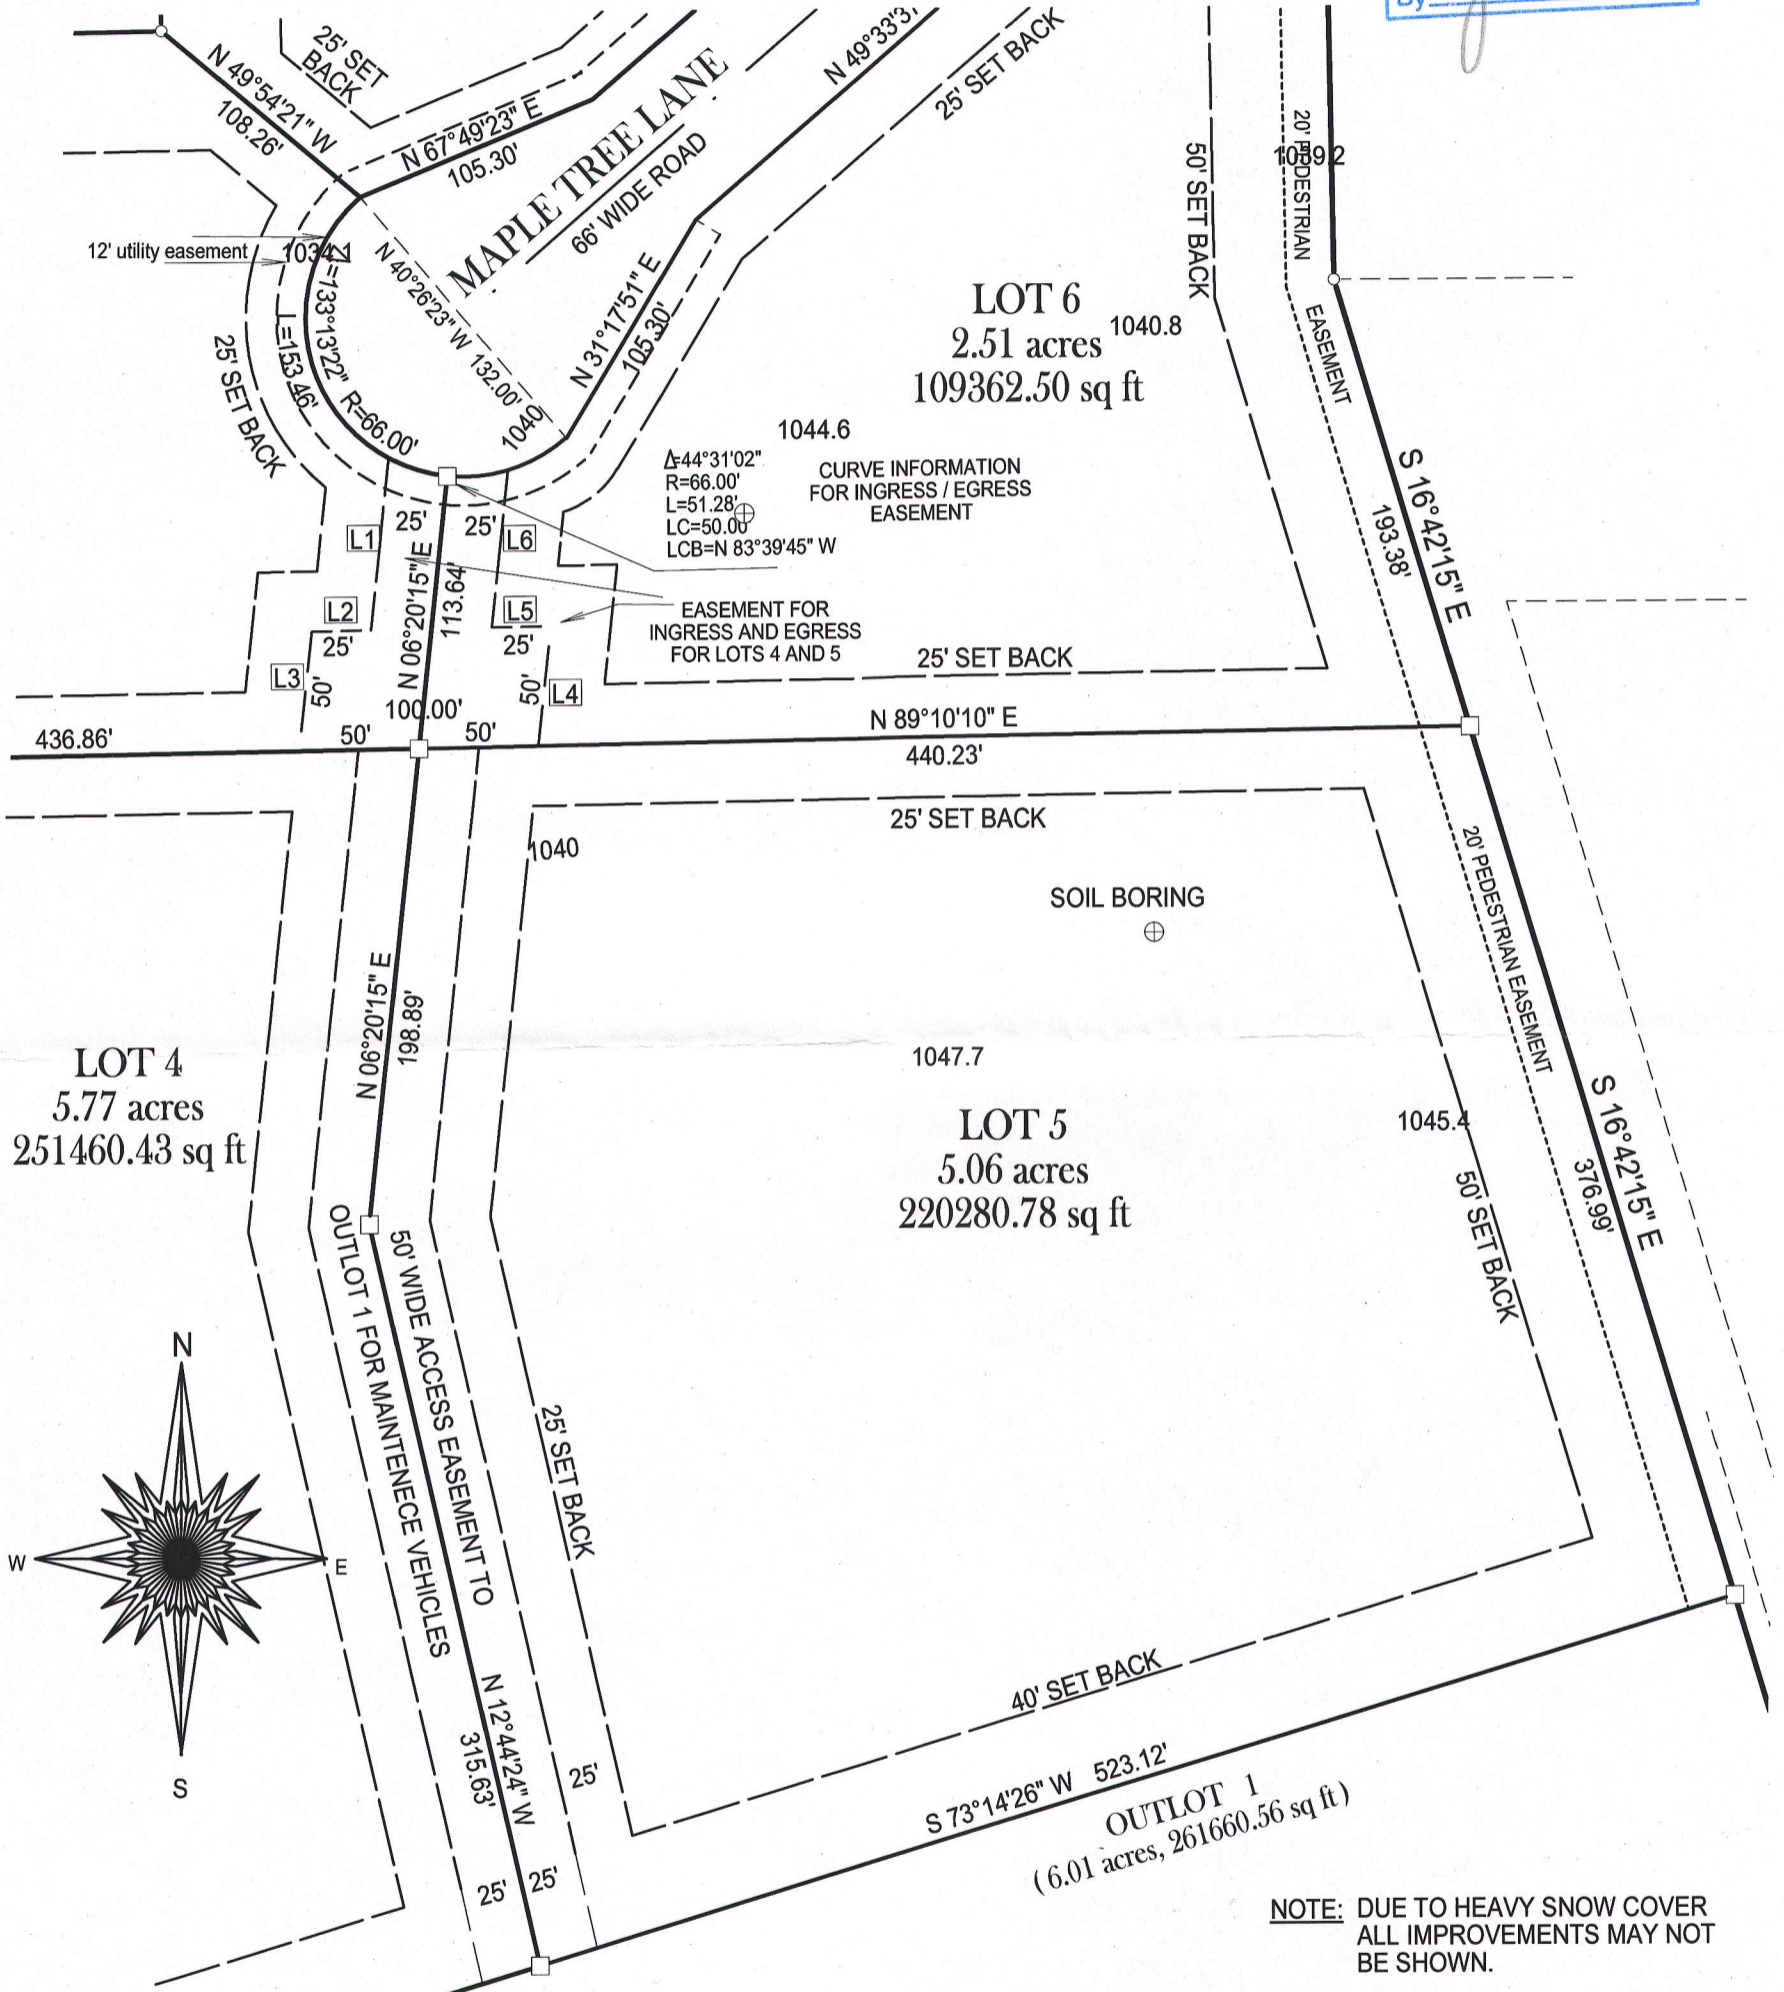 By
25' SET
BACK
N 49°54'21" W
108.26'
N 67°49'23" E
105.30'
MAPLE TREE LANE
66' WIDE ROAD
N 49°33'3
25' SET BACK
50' SET BACK
20' PEDESTRIAN
EASEMENT
1039.2
12' utility easement
1034.1
Δ=133°13'22" R=66.00'
L=153.46'
25' SET BACK
N 40°26'23" W 132.00'
1040
N 31°17'51" E
105.30'
LOT 6
2.51 acres
109362.50 sq ft
1040.8
1044.6
Δ=44°31'02"
R=66.00'
L=51.28'
LC=50.00'
LCB=N 83°39'45" W
CURVE INFORMATION
FOR INGRESS / EGRESS
EASEMENT
S 16°42'15" E
193.38'
L1
25'
25'
L6
N 06°20'15" E
113.64'
L2
25'
L5
25'
EASEMENT FOR
INGRESS AND EGRESS
FOR LOTS 4 AND 5
L3
50'
50'
L4
25' SET BACK
100.00'
436.86'
50'
50'
N 89°10'10" E
440.23'
25' SET BACK
1040
SOIL BORING
20' PEDESTRIAN EASEMENT
N 06°20'15" E
198.89'
LOT 4
5.77 acres
251460.43 sq ft
1047.7
LOT 5
5.06 acres
220280.78 sq ft
1045.4
S 16°42'15" E
376.99'
50' SET BACK
50' WIDE ACCESS EASEMENT TO
OUTLOT 1 FOR MAINTENECE VEHICLES
25' SET BACK
N
W
E
S
N 12°44'24" W
315.63'
25'
25'
25'
40' SET BACK
S 73°14'26" W 523.12'
OUTLOT 1
(6.01 acres, 261660.56 sq ft)
NOTE: DUE TO HEAVY SNOW COVER
ALL IMPROVEMENTS MAY NOT
BE SHOWN.